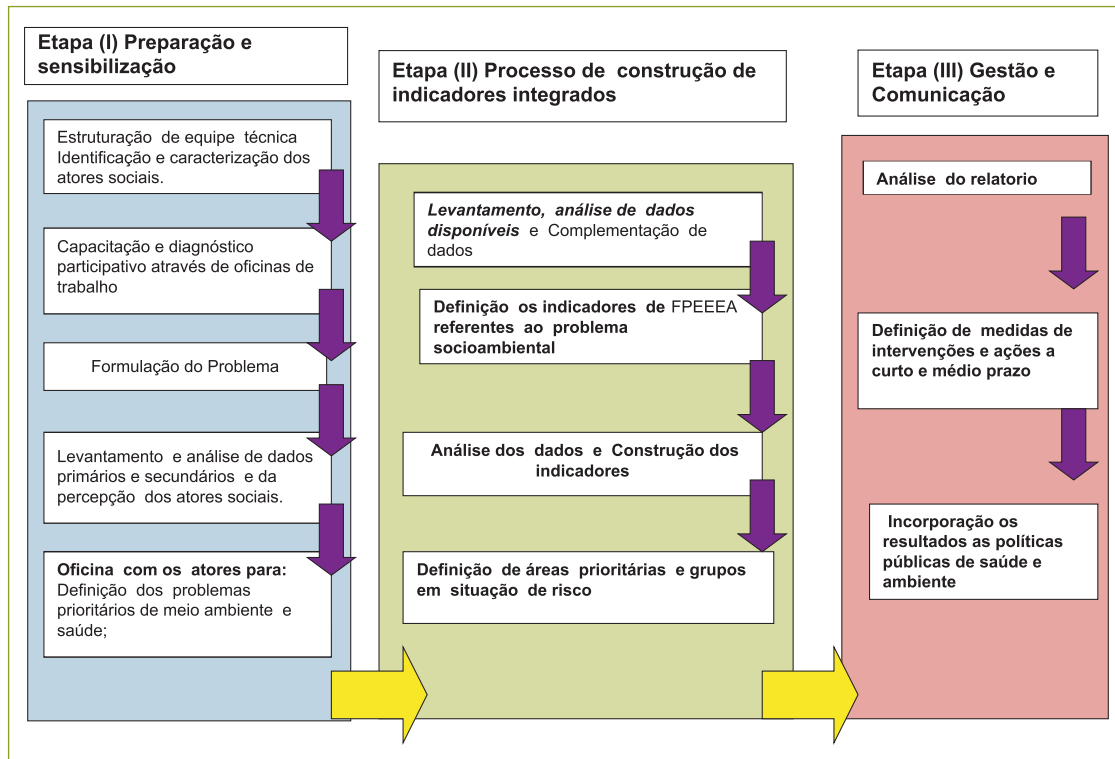 Etapa (I) Preparação e
sensibilização
Estruturação de equipe técnica
Identificação e caracterização dos
atores sociais.
Capacitação e diagnóstico
participativo através de oficinas de
trabalho
Formulação do Problema
Levantamento e análise de dados
primários e secundários e da
percepção dos atores sociais.
Oficina com os atores para:
Definição dos problemas
prioritários de meio ambiente e
saúde;
Etapa (II) Processo de construção de
indicadores integrados
Levantamento, análise de dados
disponíveis e Complementação de
dados
Definição os indicadores de FPEEEA
referentes ao problema
socioambiental
Análise dos dados e Construção dos
indicadores
Definição de áreas prioritárias e grupos
em situação de risco
Etapa (III) Gestão e
Comunicação
Análise do relatorio
Definição de medidas de
intervenções e ações a
curto e médio prazo
Incorporação os
resultados as políticas
públicas de saúde e
ambiente